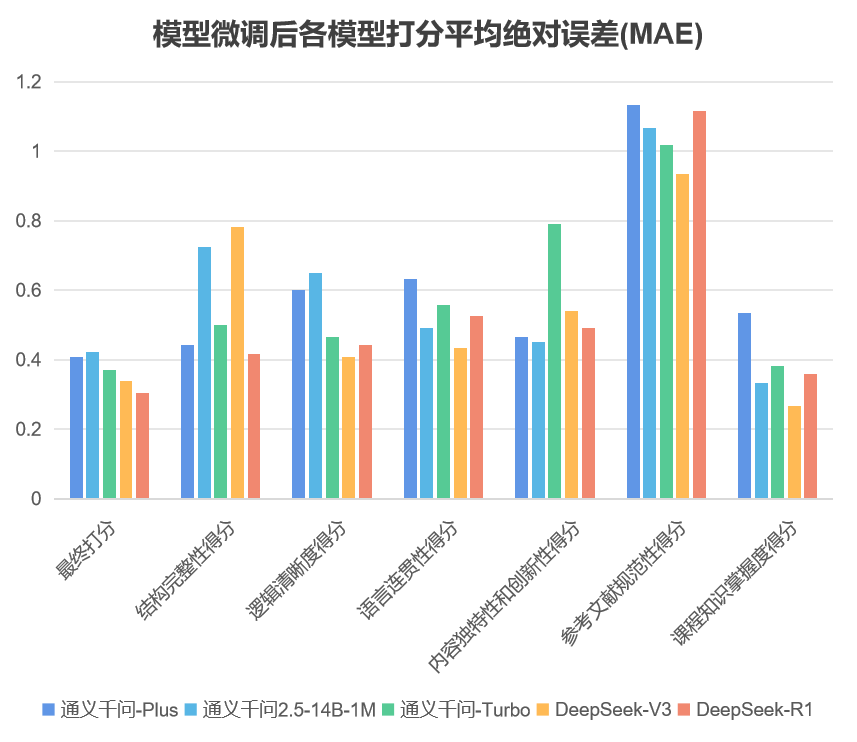 模型微调后各模型打分平均绝对误差(MAE)
1.2
1
0.8
0.6
0.4
0.2
0
最终打分
结构完整性得分
逻辑清晰度得分
语言连贯性得分
内容独特性和创新性得分
参考文献规范性得分
课程知识掌握度得分
通义千问-Plus 通义千问2.5-14B-1M 通义千问-Turbo DeepSeek-V3 DeepSeek-R1